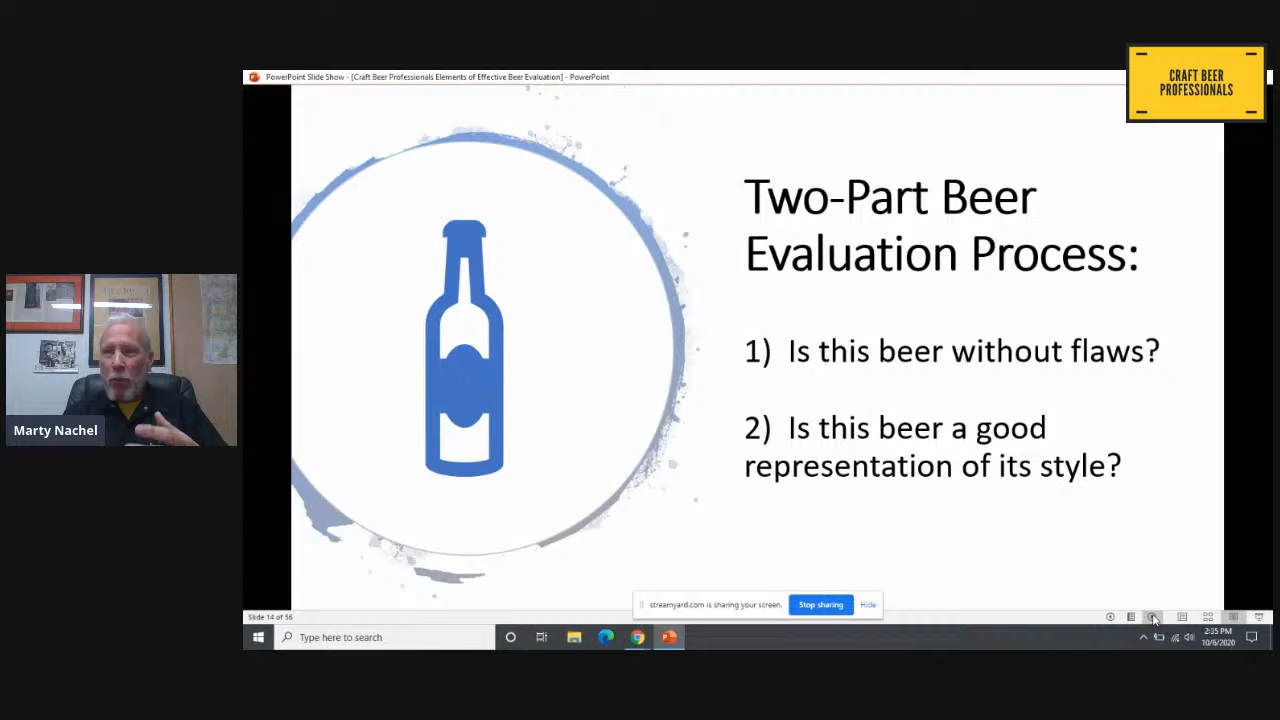 PowerPoint Slide Show - [Craft Beer Professionals Elements of Effective Beer Evaluation] - PowerPoint
CRAFT BEER
PROFESSIONALS
Two-Part Beer
Evaluation Process:
1) Is this beer without flaws?
2) Is this beer a good
representation of its style?
Marty Nachel
streamyard.com is sharing your screen.
Stop sharing
Hide
Slide 14 of 56
Type here to search
2:35 PM
10/6/2020